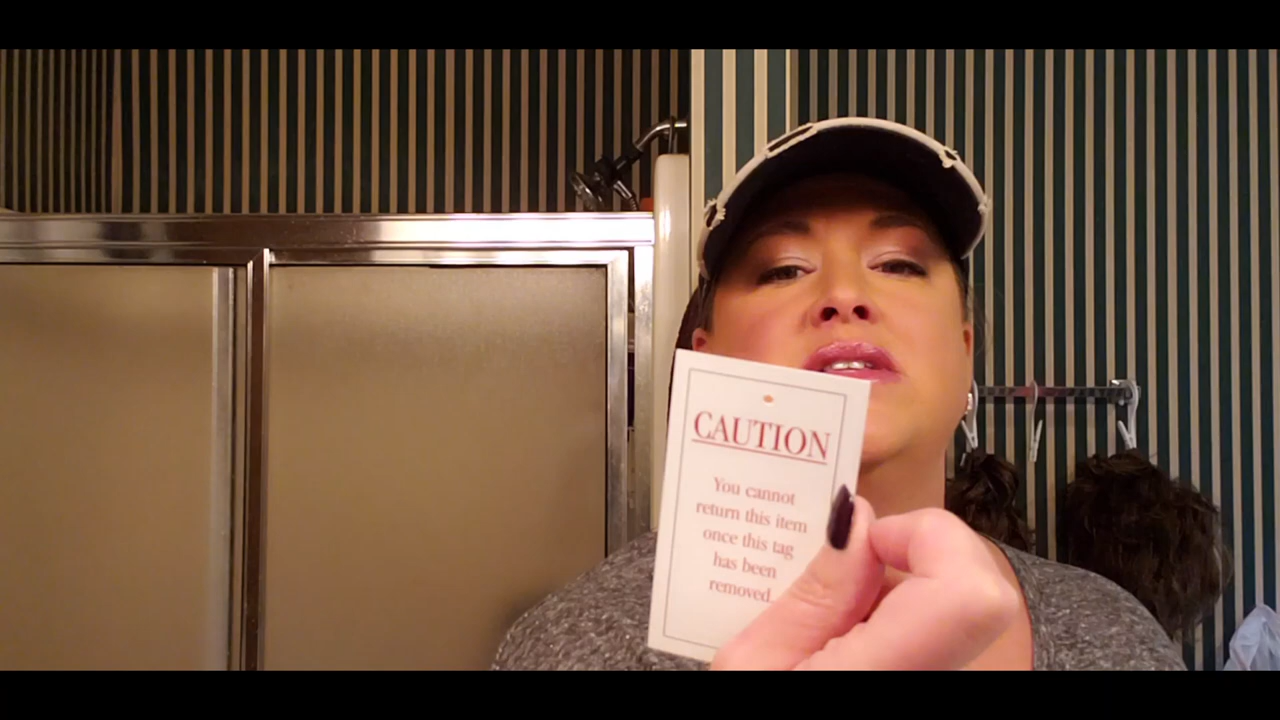 CAUTION
You cannot
return this item
once this tag
has been
removed.